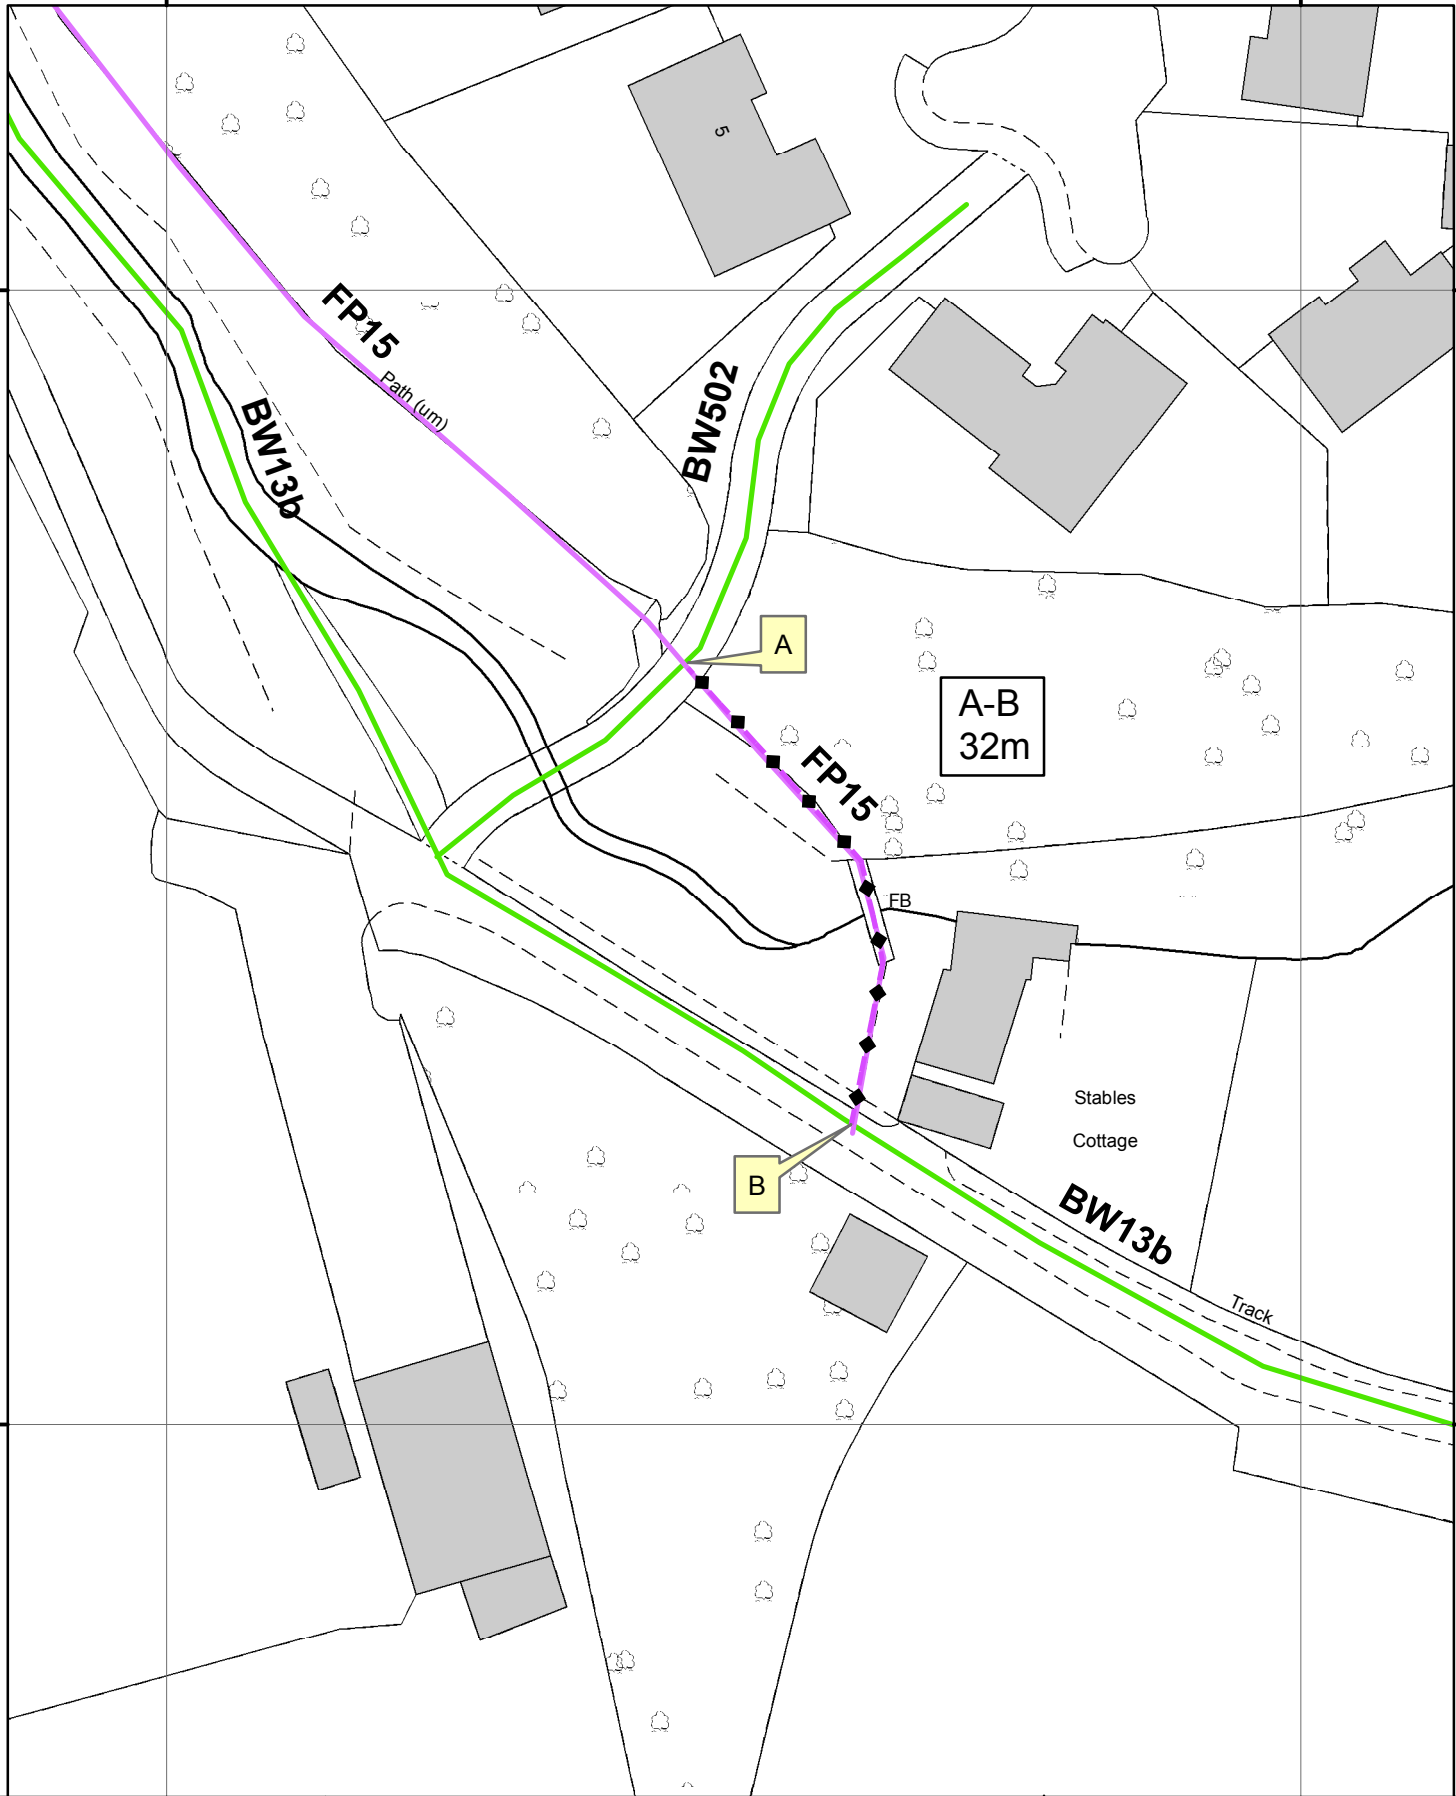 5
FP15
Path (um)
BW502
BW13b
A
A-B
32m
FP15
FB
Stables
Cottage
B
BW13b
Track